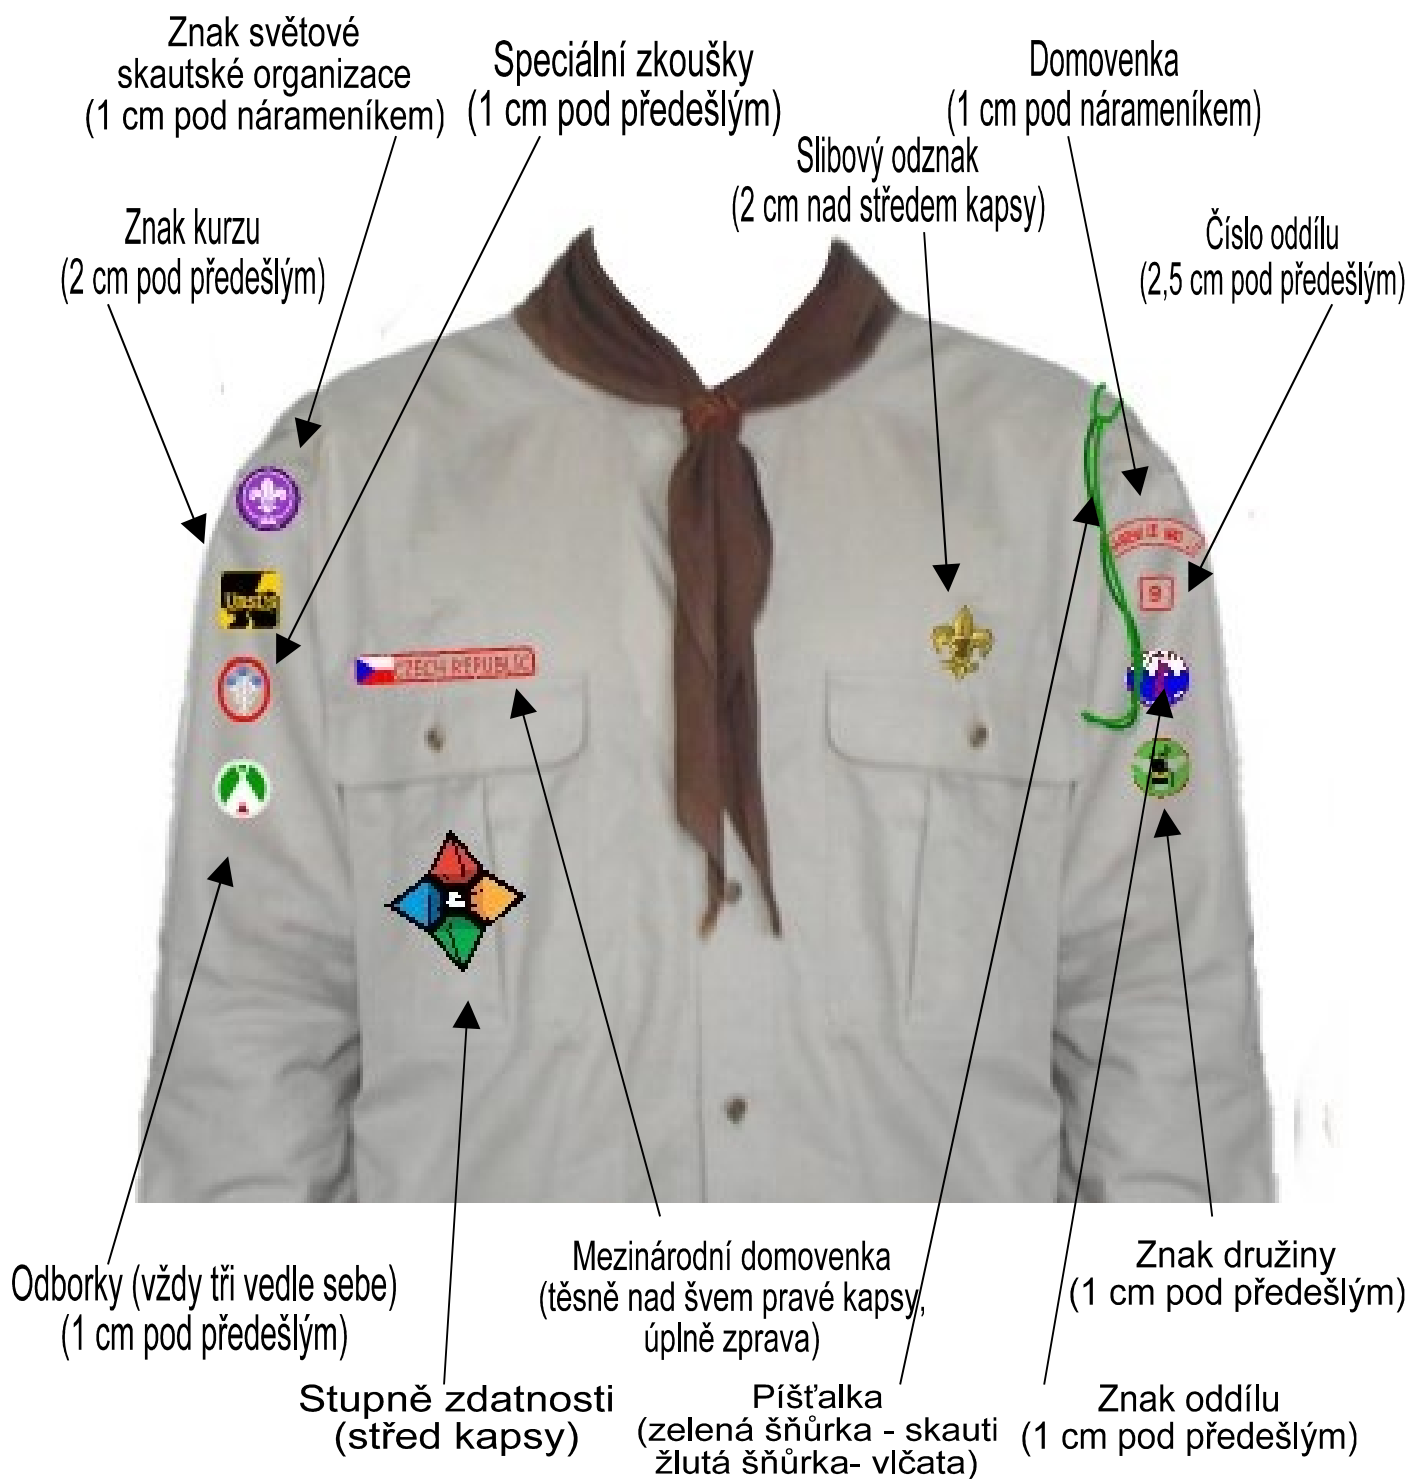 Znak světové
skautské organizace
(1 cm pod nárameníkem)
Speciální zkoušky
(1 cm pod předešlým)
Domovenka
(1 cm pod nárameníkem)
Slibový odznak
(2 cm nad středem kapsy)
Znak kurzu
(2 cm pod předešlým)
Číslo oddílu
(2,5 cm pod předešlým)
9
CZECH REPUBLIC
Odborky (vždy tři vedle sebe)
(1 cm pod předešlým)
Mezinárodní domovenka
(těsně nad švem pravé kapsy,
úplně zprava)
Znak družiny
(1 cm pod předešlým)
Stupně zdatnosti
(střed kapsy)
Píšťalka
(zelená šňůrka - skauti
žlutá šňůrka- vlčata)
Znak oddílu
(1 cm pod předešlým)